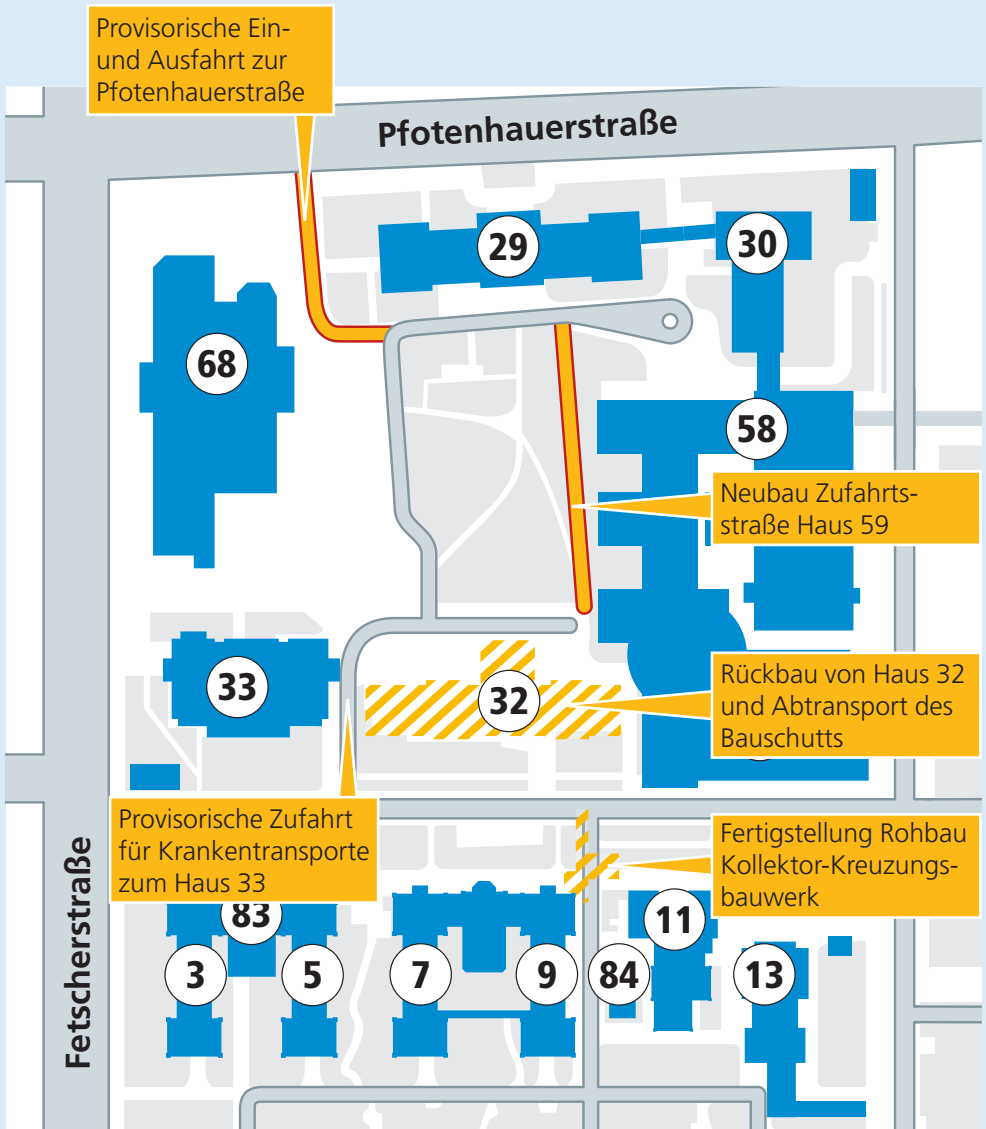 Provisorische Ein-
und Ausfahrt zur
Pfotenhauerstraße
Pfotenhauerstraße
29
30
68
58
Neubau Zufahrts-
straße Haus 59
33
32
Rückbau von Haus 32
und Abtransport des
Bauschutts
Provisorische Zufahrt
für Krankentransporte
zum Haus 33
Fertigstellung Rohbau
Kollektor-Kreuzungs-
bauwerk
Fetscherstraße
83
11
3
5
7
9
84
13